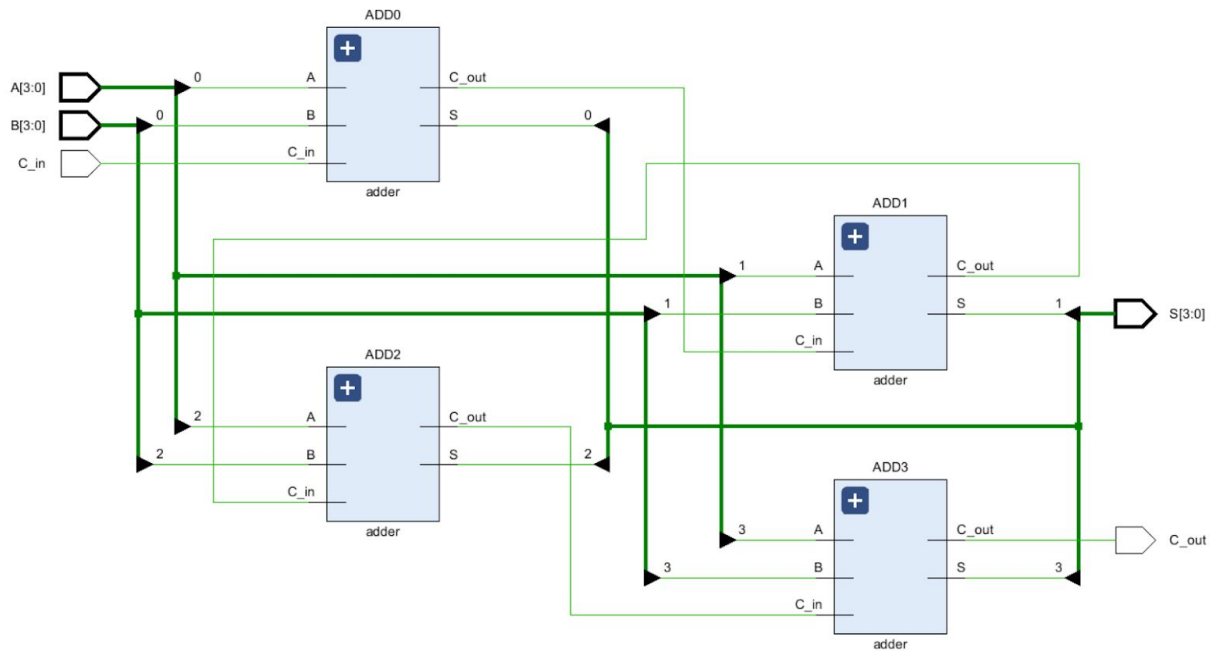 ADD0
A[3:0]
0
A
C_out
B[3:0]
0
B
S
0
C_in
C_in
adder
ADD1
1
A
C_out
1
B
S
1
S[3:0]
C_in
adder
ADD2
2
A
C_out
2
B
S
2
C_in
adder
ADD3
3
A
C_out
C_out
3
B
S
3
C_in
adder